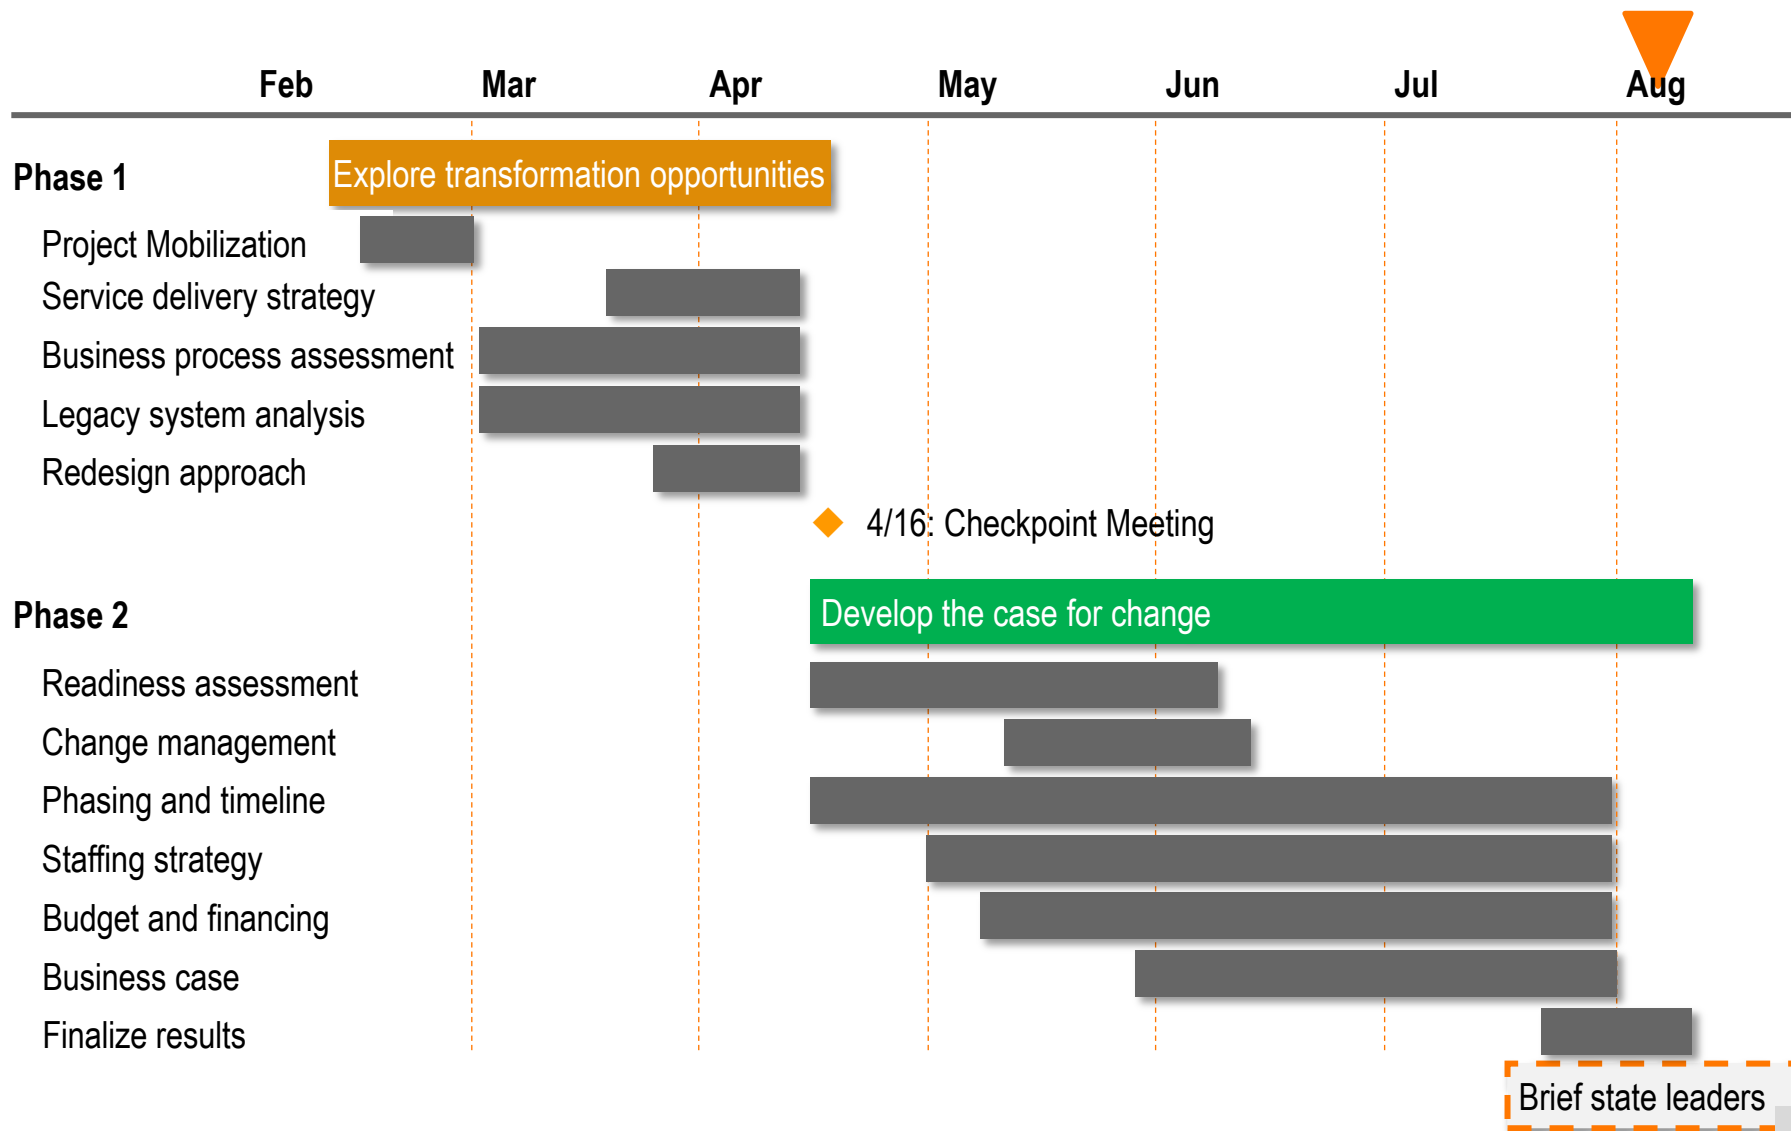 Feb Mar Apr May Jun Jul Aug
Phase 1
Explore transformation opportunities
Project Mobilization
Service delivery strategy
Business process assessment
Legacy system analysis
Redesign approach
4/16: Checkpoint Meeting
Phase 2
Develop the case for change
Readiness assessment
Change management
Phasing and timeline
Staffing strategy
Budget and financing
Business case
Finalize results
Brief state leaders